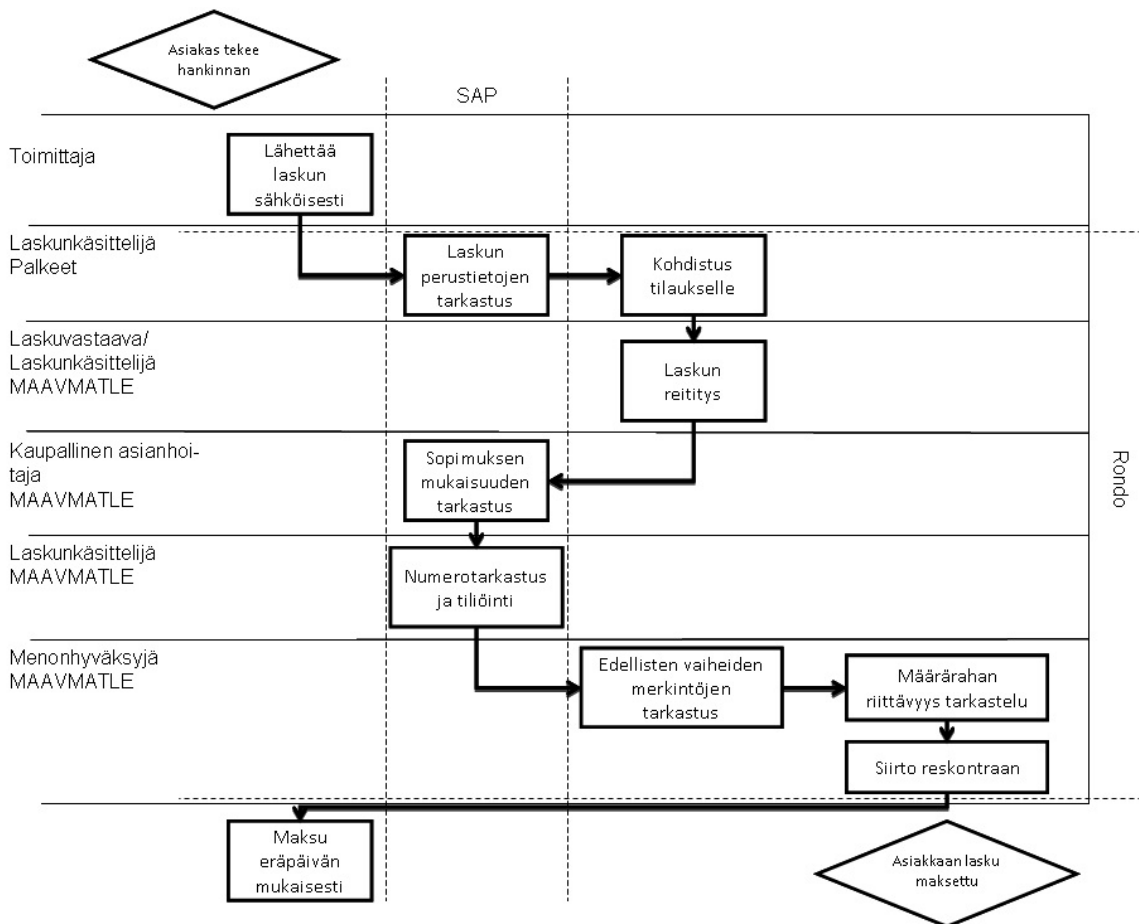 Asiakas tekee
hankinnan
SAP
Toimittaja
Lähettää
laskun
sähköisesti
Laskunkäsittelijä
Palkeet
Laskun
perustietojen
tarkastus
Kohdistus
tilaukselle
Laskuvastaava/
Laskunkäsittelijä
MAAVMATLE
Laskun
reititys
Kaupallinen asianhoi-
taja
MAAVMATLE
Sopimuksen
mukaisuuden
tarkastus
Rondo
Laskunkäsittelijä
MAAVMATLE
Numerotarkastus
ja tiliöinti
Menonhyväksyjä
MAAVMATLE
Edellisten vaiheiden
merkintöjen
tarkastus
Määrärahan
riittävyys tarkastelu
Siirto reskontraan
Maksu
eräpäivän
mukaisesti
Asiakkaan lasku
maksettu